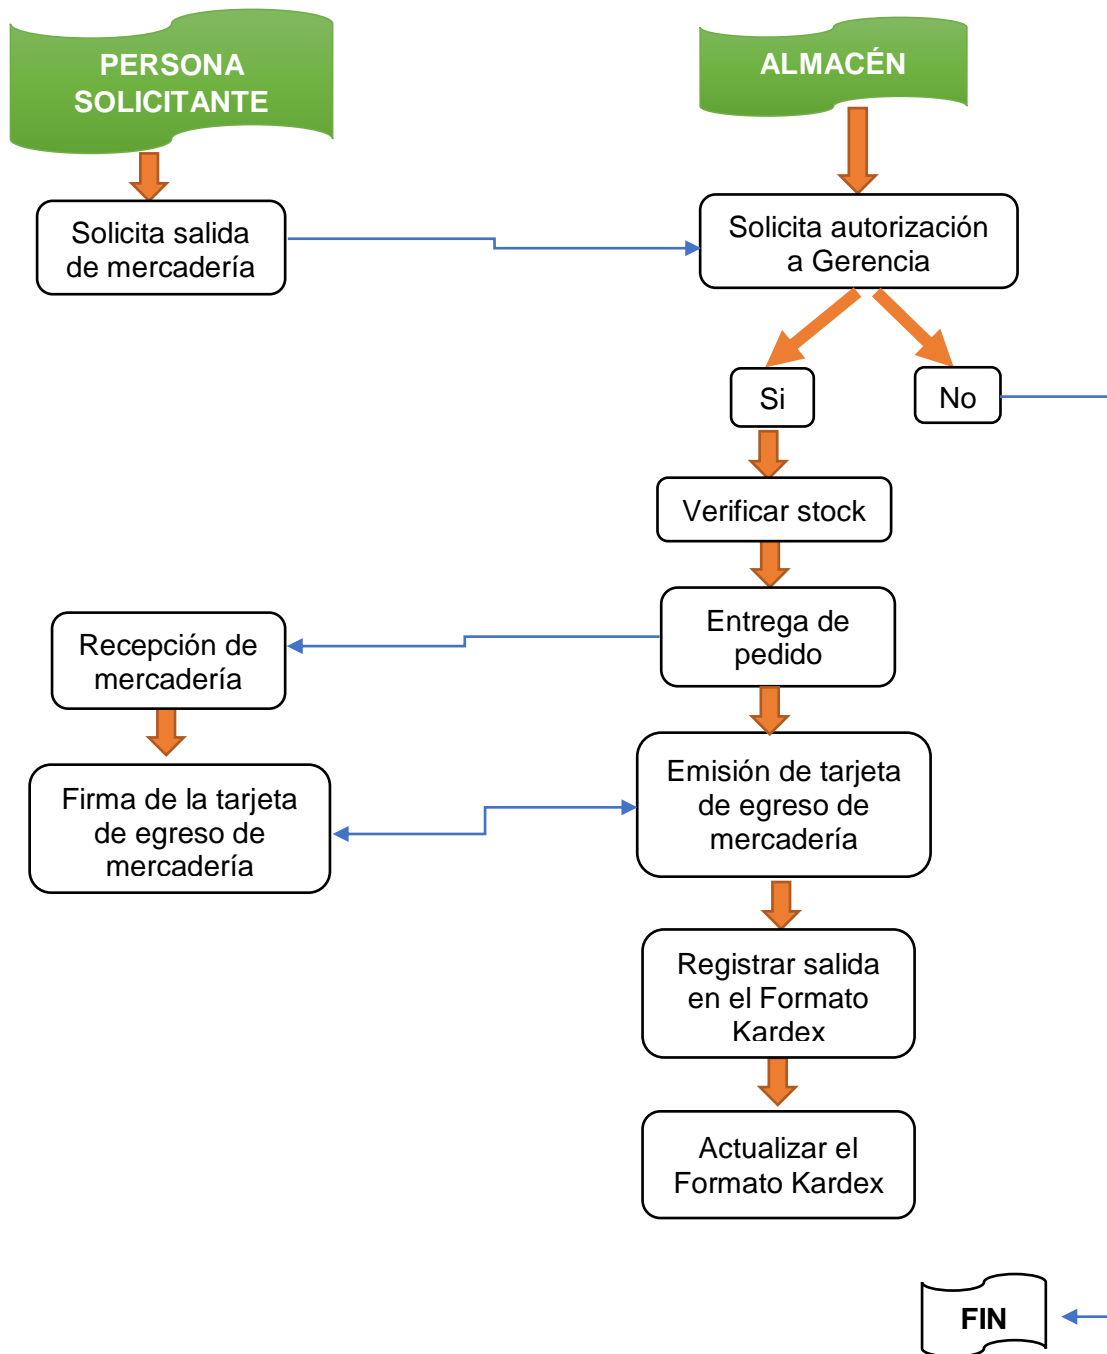 PERSONA
SOLICITANTE
ALMACÉN
Solicita salida
de mercadería
Solicita autorización
a Gerencia
Si
No
Verificar stock
Entrega de
pedido
Recepción de
mercadería
Firma de la tarjeta
de egreso de
mercadería
Emisión de tarjeta
de egreso de
mercadería
Registrar salida
en el Formato
Kardex
Actualizar el
Formato Kardex
FIN